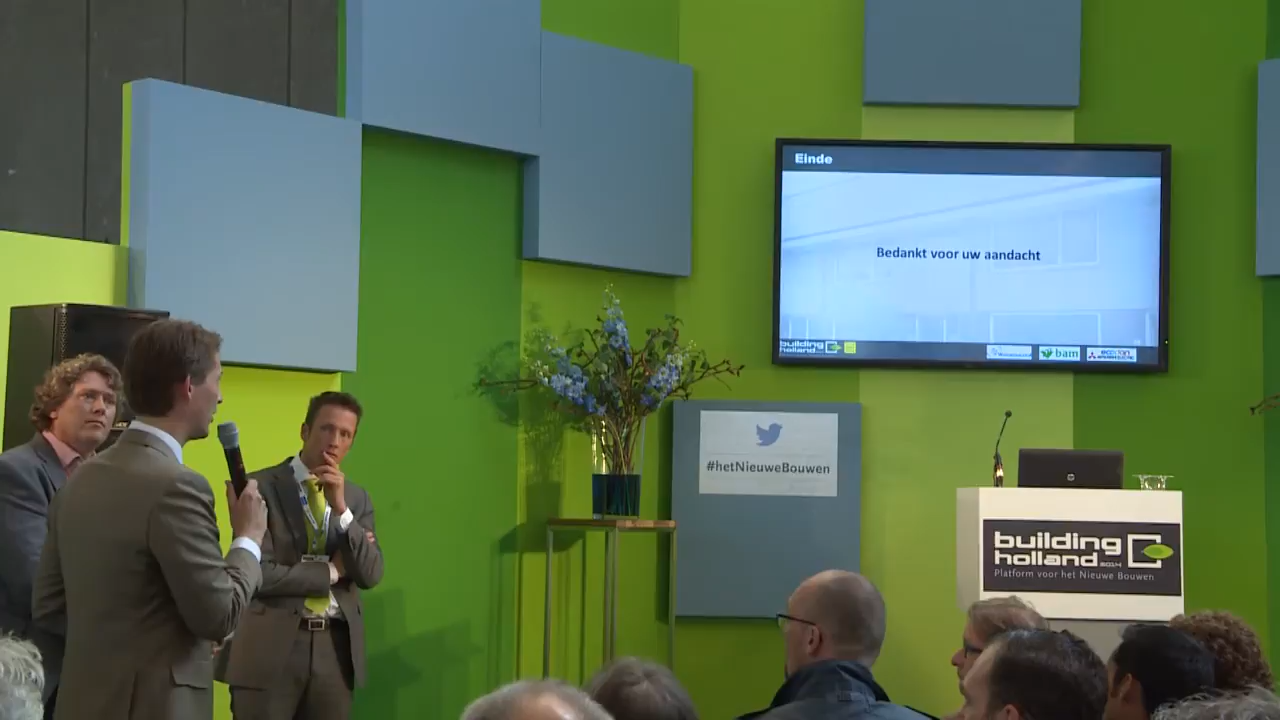 Einde
Bedankt voor uw aandacht
building
holland
bam
#hetNieuweBouwen
building
holland 2014
Platform voor het Nieuwe Bouwen